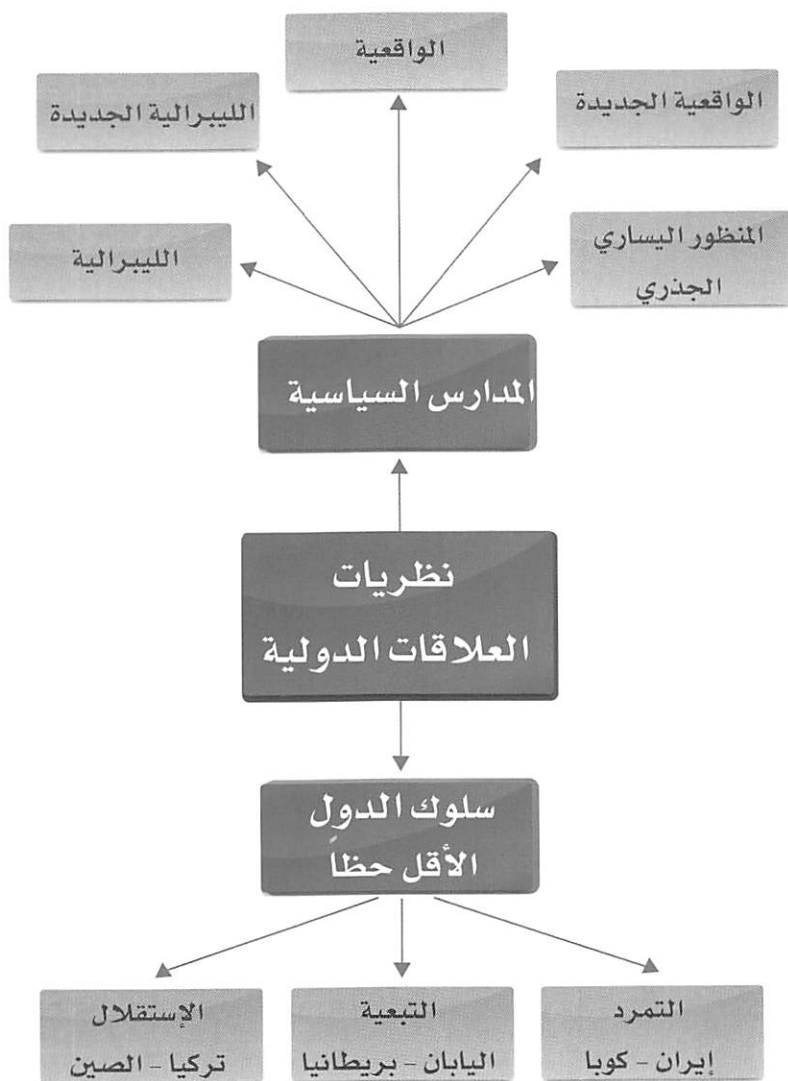 الواقعية
الواقعية الجديدة
الليبرالية الجديدة
المنظور اليساري
الجذري
الليبرالية
المدارس السياسية
نظريات
العلاقات الدولية
سلوك الدول
الأقل حظاً
التمرد
إيران - كوبا
التبعية
اليابان - بريطانيا
الإستقلال
تركيا - الصين